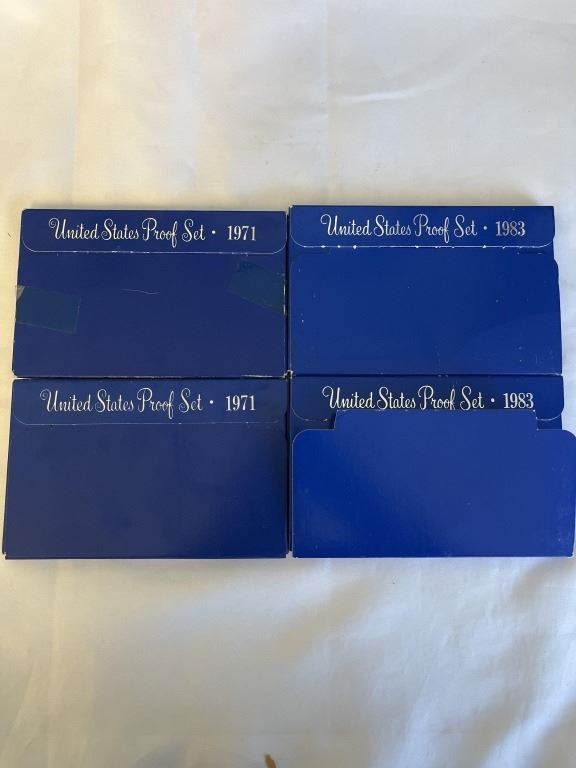 United States Proof Set • 1971
United States Proof Set • 1983
United States Proof Set • 1971
United States Proof Set • 1983